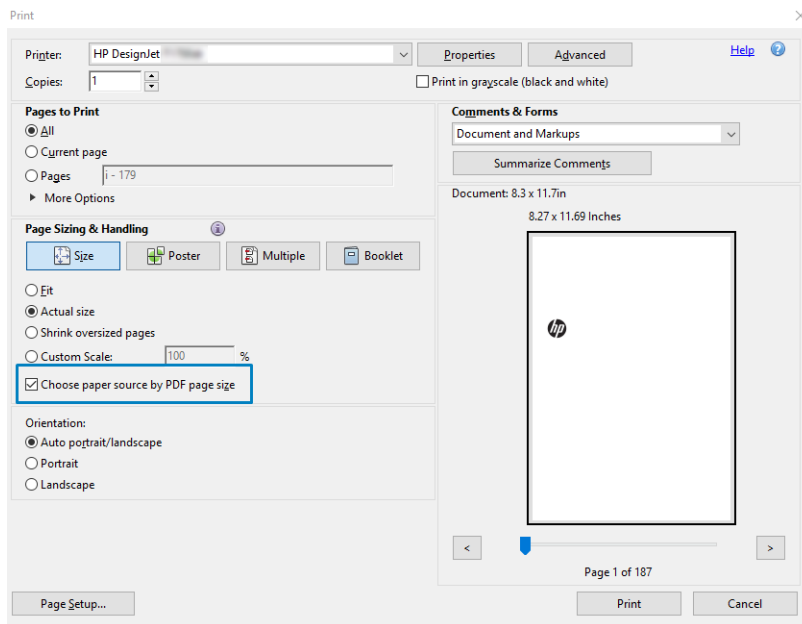 Print
Printer: HP DesignJet
Properties
Advanced
Help
Copies: 1
Print in grayscale (black and white)
Pages to Print
All
Current page
Pages i - 179
More Options
Comments & Forms
Document and Markups
Summarize Comments
Page Sizing & Handling
Size
Poster
Multiple
Booklet
Fit
Actual size
Shrink oversized pages
Custom Scale: 100 %
Choose paper source by PDF page size
Orientation:
Auto portrait/landscape
Portrait
Landscape
Document: 8.3 x 11.7in
8.27 x 11.69 Inches
hp
<
>
Page 1 of 187
Page Setup...
Print
Cancel